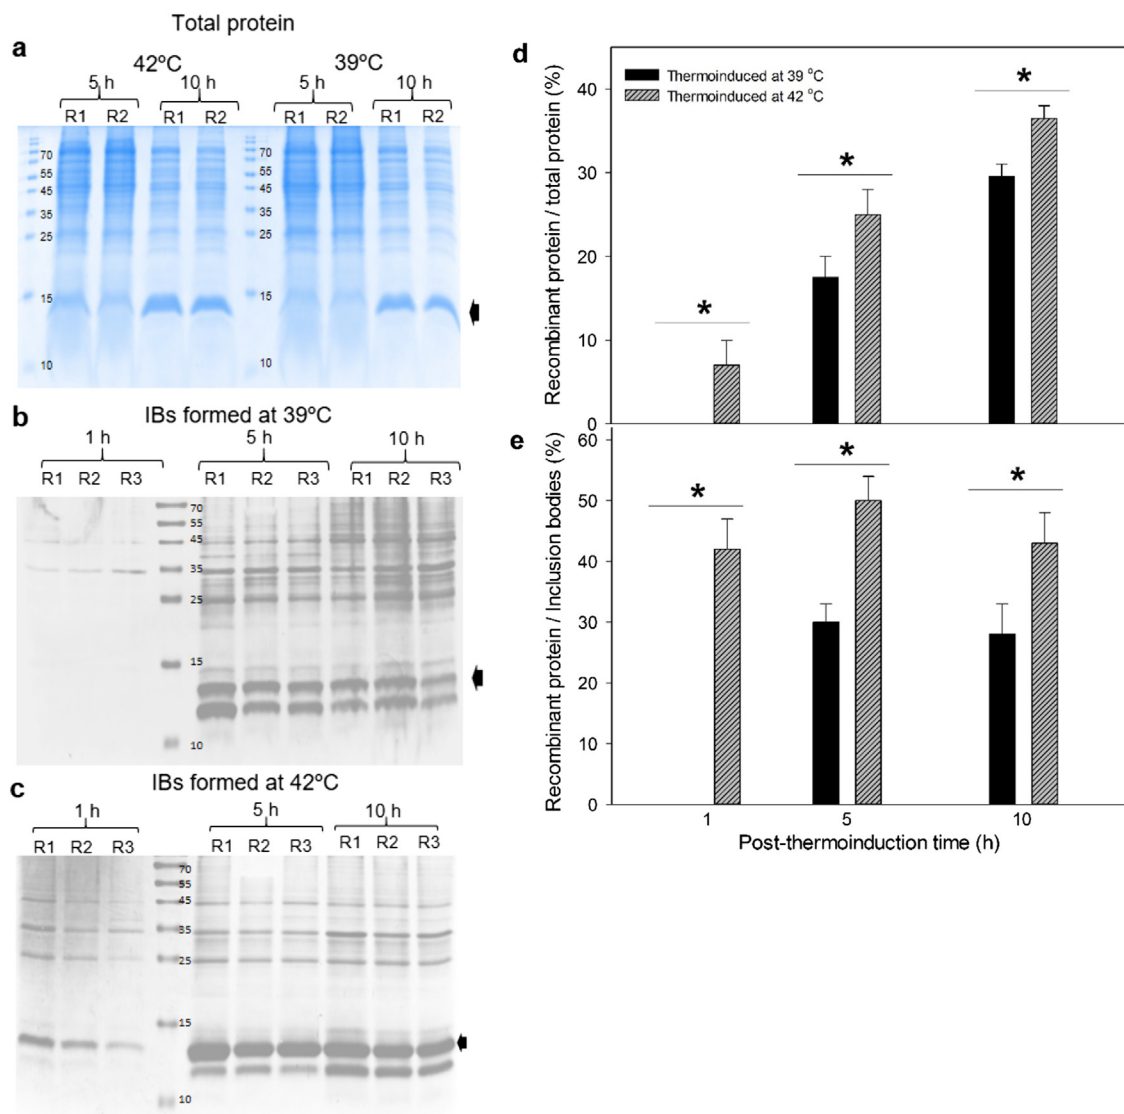 Total protein
a
42ºC
39ºC
5 h
10 h
5 h
10 h
R1 R2 R1 R2 R1 R2 R1 R2
70
55
45
35
25
15
10
70
55
45
35
25
15
10
b
IBs formed at 39ºC
1 h
5 h
10 h
R1 R2 R3 R1 R2 R3 R1 R2 R3
70
55
45
35
25
15
10
c
IBs formed at 42ºC
1 h
5 h
10 h
R1 R2 R3 R1 R2 R3 R1 R2 R3
70
55
45
35
25
15
10
d
Thermoinduced at 39 °C
Thermoinduced at 42 °C
Recombinant protein / total protein (%)
40
30
20
10
0
*
*
*
e
Recombinant protein / Inclusion bodies (%)
60
50
40
30
20
10
0
*
*
*
1 5 10
Post-thermoinduction time (h)